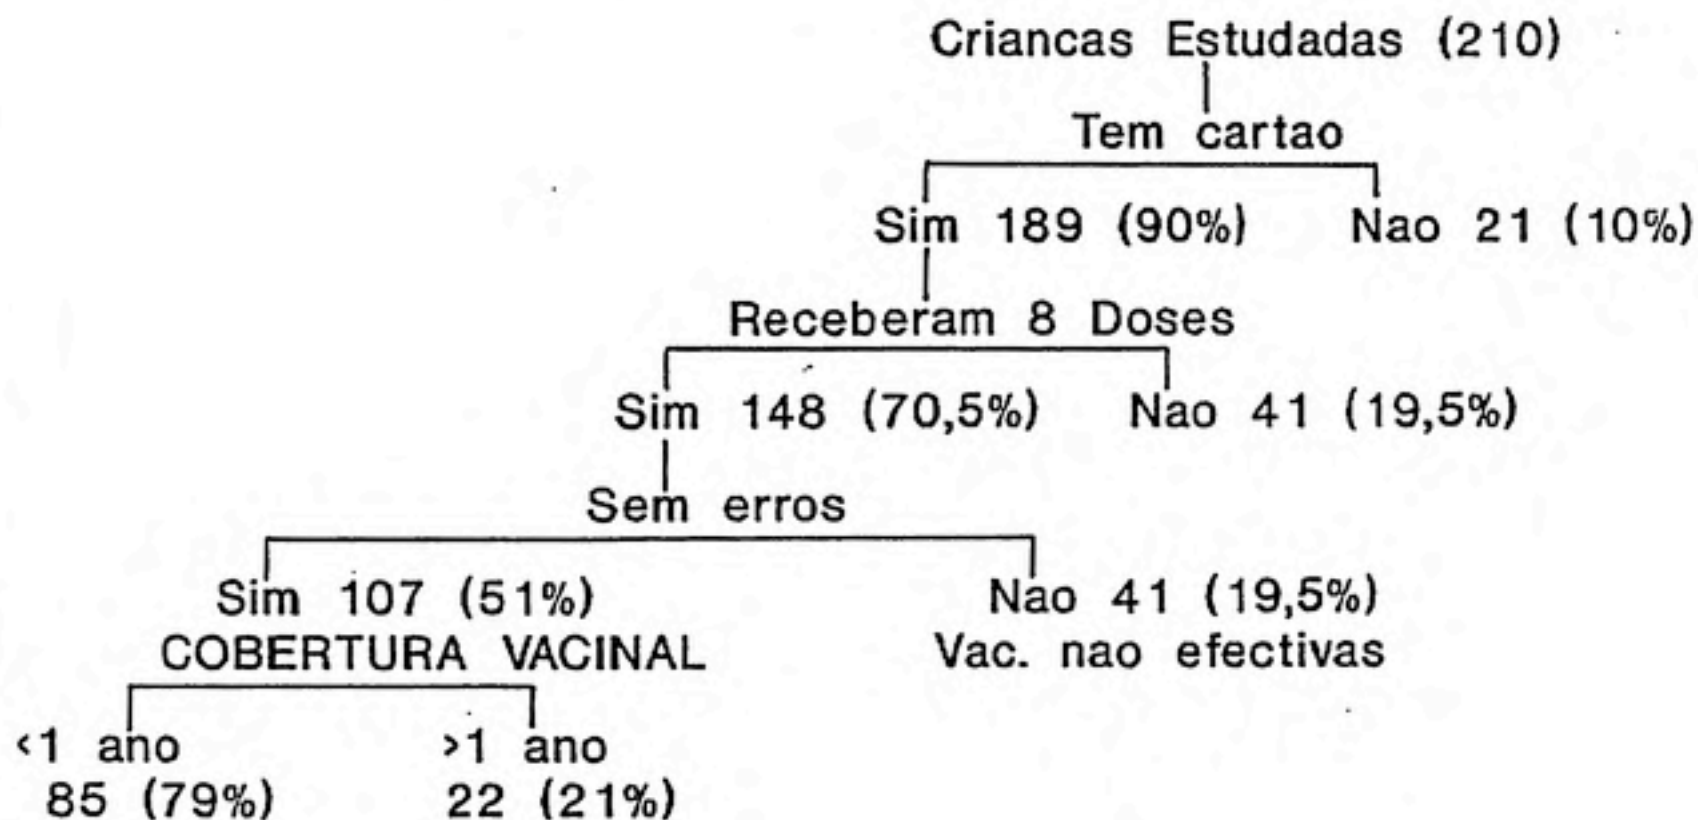 Criancas Estudadas (210)
Tem cartao
Sim 189 (90%) Nao 21 (10%)
Receberam 8 Doses
Sim 148 (70,5%) Nao 41 (19,5%)
Sem erros
Sim 107 (51%) Nao 41 (19,5%)
COBERTURA VACINAL Vac. nao efectivas
<1 ano >1 ano
85 (79%) 22 (21%)